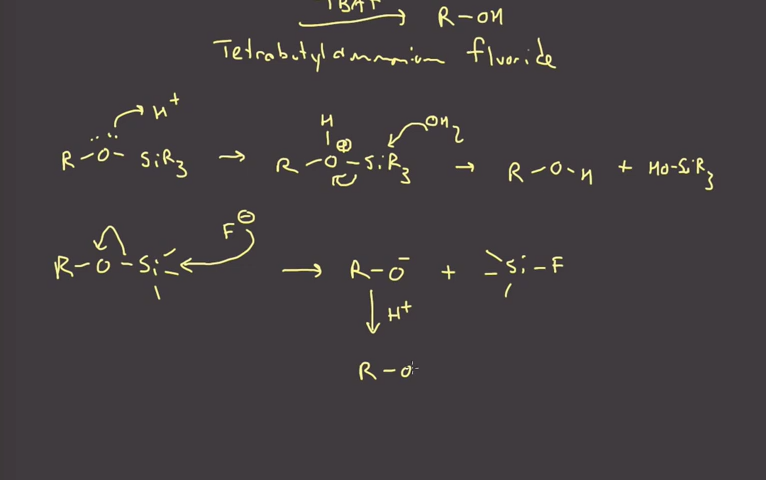 TBAF
R-OH
Tetrabutylammonium fluoride
R-O-SiR3 H+ → R-O-SiR3 H ⊕ OH2 → R-O-H + HO-SiR3
R-O-Si F⊖ → R-O- + Si-F
H+
R-O